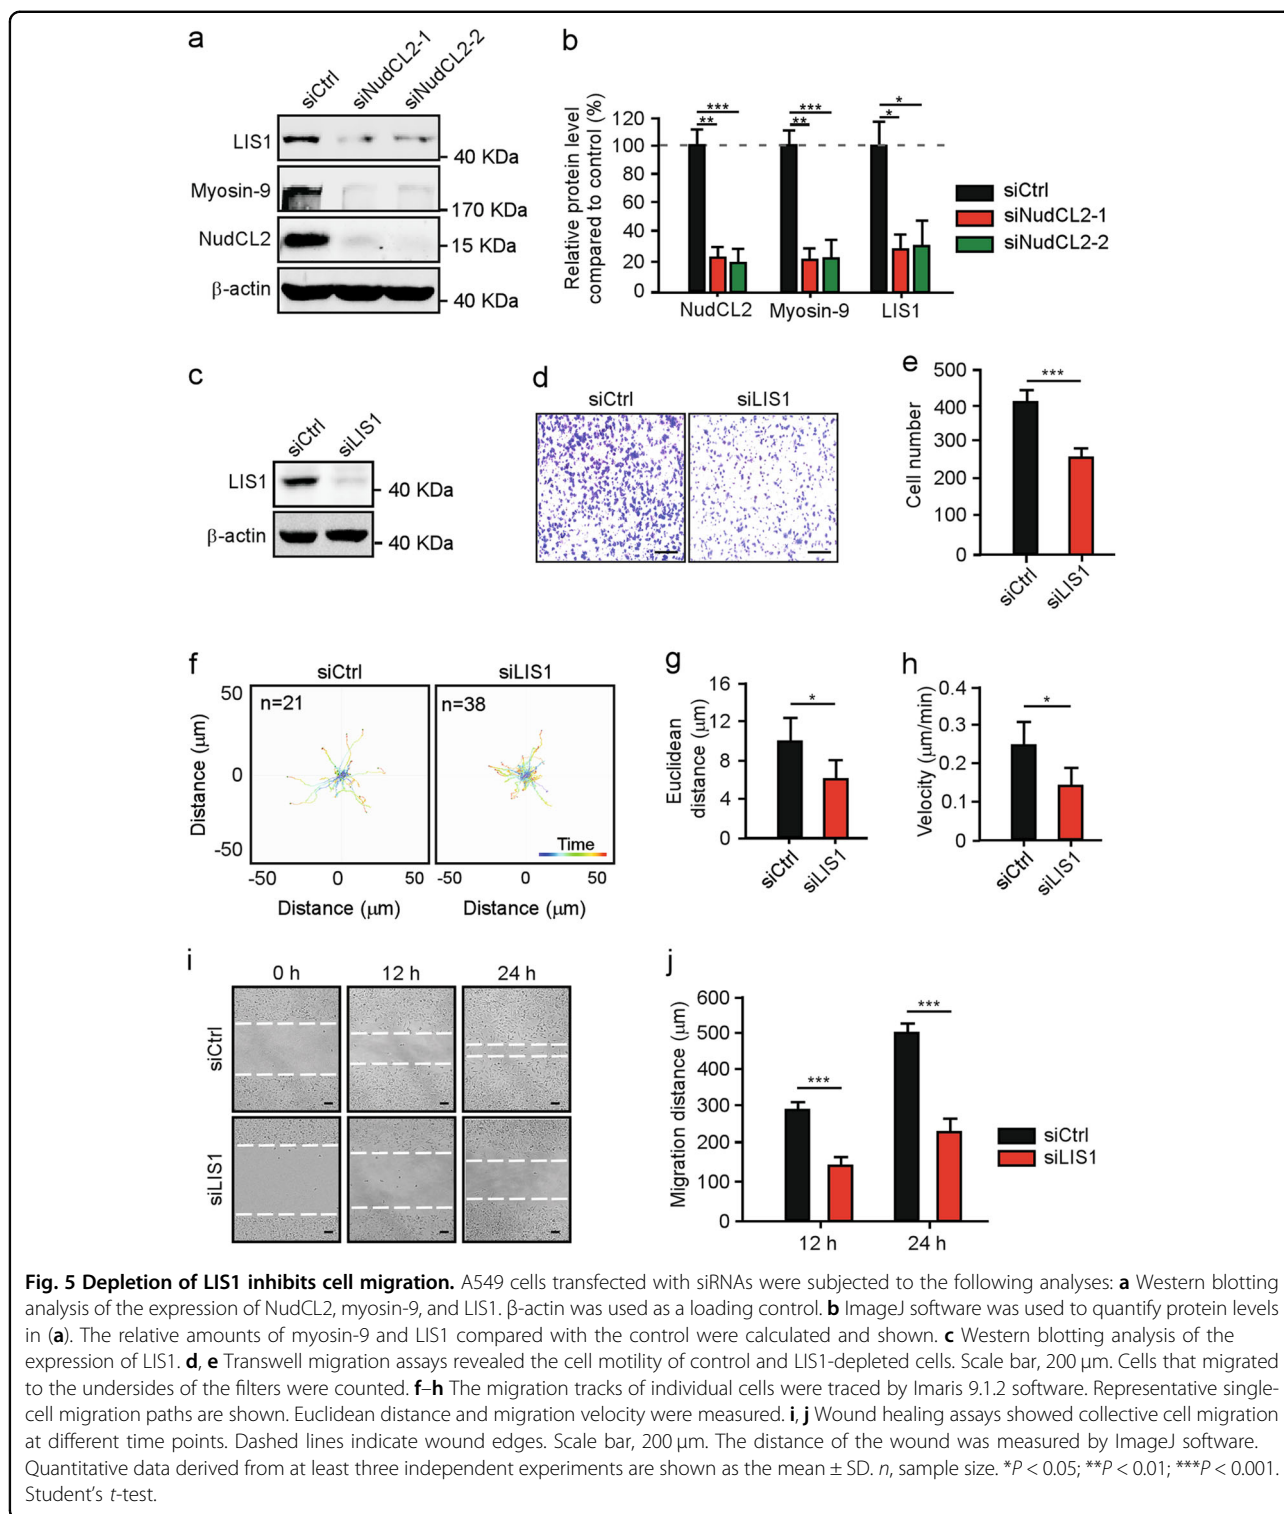 a
siCtrl
siNudCL2-1
siNudCL2-2
LIS1
40 KDa
Myosin-9
170 KDa
NudCL2
15 KDa
β-actin
40 KDa
b
Relative protein level
compared to control (%)
120
100
80
60
40
20
0
** ***
** ***
* *
NudCL2 Myosin-9 LIS1
siCtrl
siNudCL2-1
siNudCL2-2
c
siCtrl
siLIS1
LIS1
40 KDa
β-actin
40 KDa
d
siCtrl siLIS1
e
Cell number
500
400
300
200
100
0
***
siCtrl
siLIS1
f
siCtrl siLIS1
Distance (μm)
50
0
-50
n=21
n=38
Time
-50 0 50 -50 0 50
Distance (μm) Distance (μm)
g
Euclidean
distance (μm)
16
12
8
4
0
*
siCtrl
siLIS1
h
Velocity (μm/min)
0.4
0.3
0.2
0.1
0
*
siCtrl
siLIS1
i
0 h 12 h 24 h
siCtrl
siLIS1
j
Migration distance (μm)
600
500
400
300
200
100
0
***
***
12 h 24 h
siCtrl
siLIS1
Fig. 5 Depletion of LIS1 inhibits cell migration. A549 cells transfected with siRNAs were subjected to the following analyses: a Western blotting
analysis of the expression of NudCL2, myosin-9, and LIS1. β-actin was used as a loading control. b ImageJ software was used to quantify protein levels
in (a). The relative amounts of myosin-9 and LIS1 compared with the control were calculated and shown. c Western blotting analysis of the
expression of LIS1. d, e Transwell migration assays revealed the cell motility of control and LIS1-depleted cells. Scale bar, 200 μm. Cells that migrated
to the undersides of the filters were counted. f–h The migration tracks of individual cells were traced by Imaris 9.1.2 software. Representative single-
cell migration paths are shown. Euclidean distance and migration velocity were measured. i, j Wound healing assays showed collective cell migration
at different time points. Dashed lines indicate wound edges. Scale bar, 200 μm. The distance of the wound was measured by ImageJ software.
Quantitative data derived from at least three independent experiments are shown as the mean ± SD. n, sample size. *P < 0.05; **P < 0.01; ***P < 0.001.
Student's t-test.